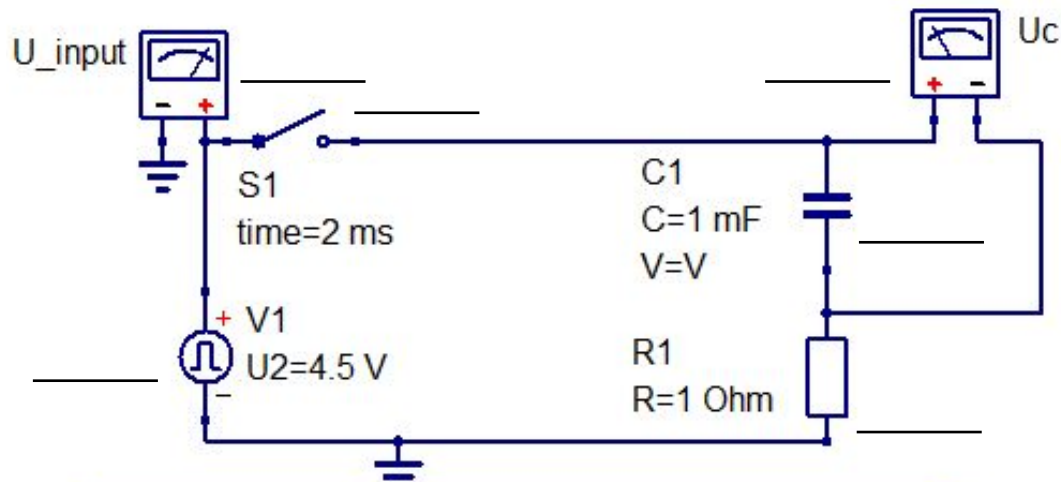 U_input
Uc
- +
+ -
S1
time=2 ms
C1
C=1 mF
V=V
+
V1
U2=4.5 V
-
R1
R=1 Ohm